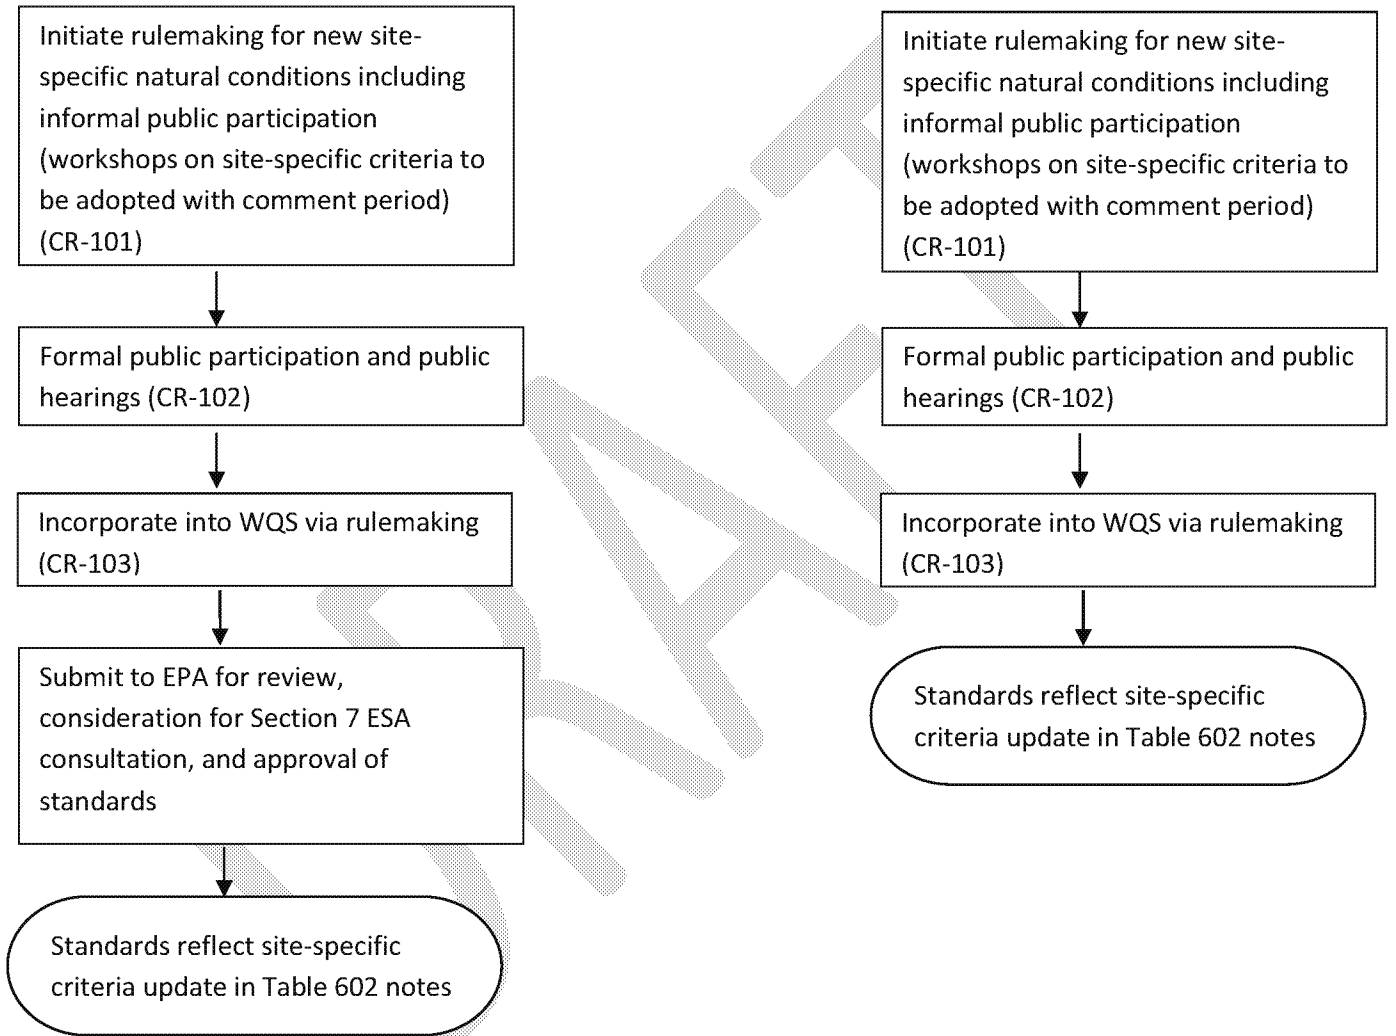 Initiate rulemaking for new site-
specific natural conditions including
informal public participation
(workshops on site-specific criteria to
be adopted with comment period)
(CR-101)
Formal public participation and public
hearings (CR-102)
Incorporate into WQS via rulemaking
(CR-103)
Submit to EPA for review,
consideration for Section 7 ESA
consultation, and approval of
standards
Standards reflect site-specific
criteria update in Table 602 notes
Initiate rulemaking for new site-
specific natural conditions including
informal public participation
(workshops on site-specific criteria to
be adopted with comment period)
(CR-101)
Formal public participation and public
hearings (CR-102)
Incorporate into WQS via rulemaking
(CR-103)
Standards reflect site-specific
criteria update in Table 602 notes
DRAFT